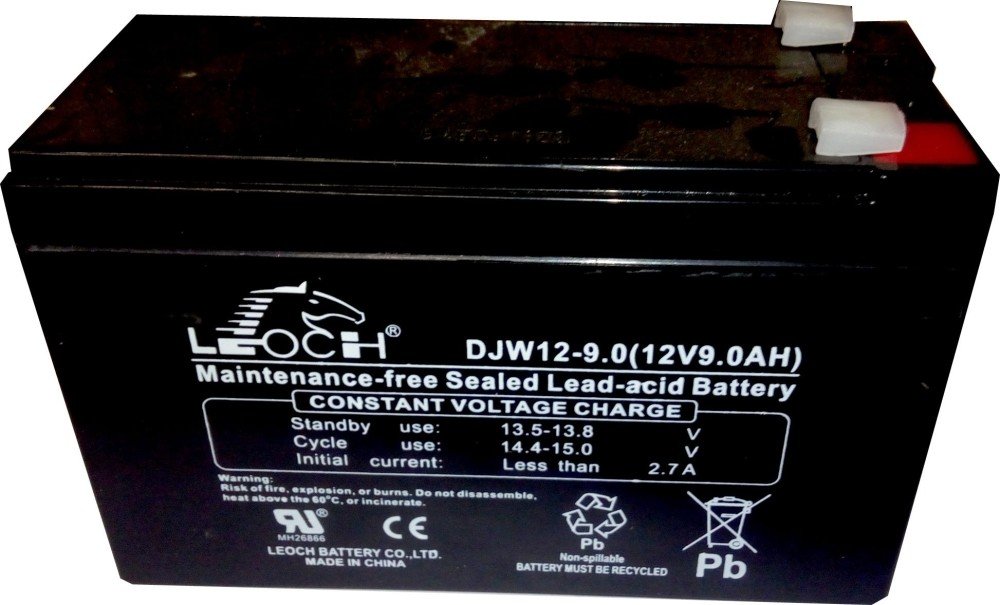 LEOCH®
DJW12-9.0(12V9.0AH)
Maintenance-free Sealed Lead-acid Battery
CONSTANT VOLTAGE CHARGE
Standby use: 13.5-13.8 V
Cycle use: 14.4-15.0 V
Initial current: Less than 2.7 A
Warning:
Risk of fire, explosion, or burns. Do not disassemble,
heat above the 60°C, or incinerate.
MH26866
CE
LEOCH BATTERY CO.,LTD.
MADE IN CHINA
Pb
Non-spillable
BATTERY MUST BE RECYCLED
Pb